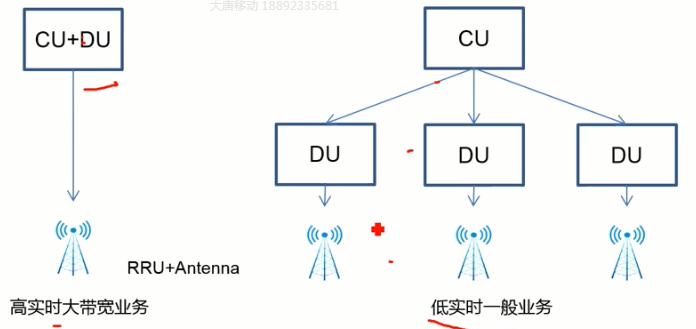 大唐移动 18892335681
CU+DU
CU
DU
DU
DU
RRU+Antenna
高实时大带宽业务
低实时一般业务